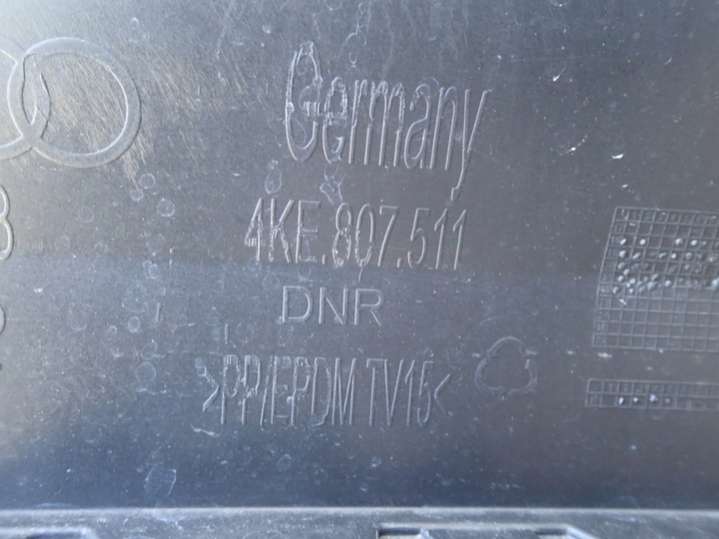 Germany
4KE.807.511
DNR
>PP/EPDM TV15<